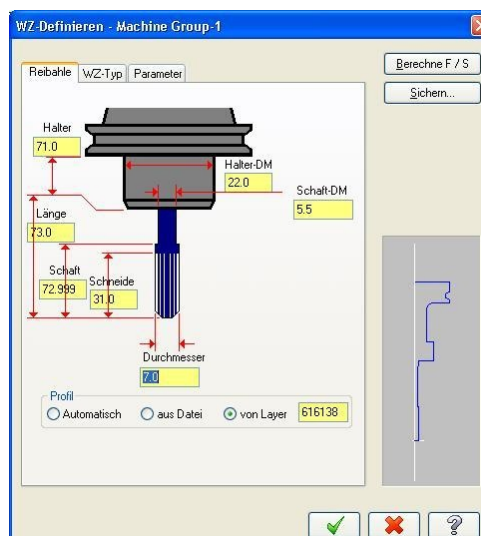 WZ-Definieren - Machine Group-1
Reibahle
WZ-Typ
Parameter
Berechne F / S
Sichern...
Halter
71.0
Halter-DM
22.0
Schaft-DM
5.5
Länge
73.0
Schaft
72.999
Schneide
31.0
Durchmesser
7.0
Profil
Automatisch
aus Datei
von Layer
616138